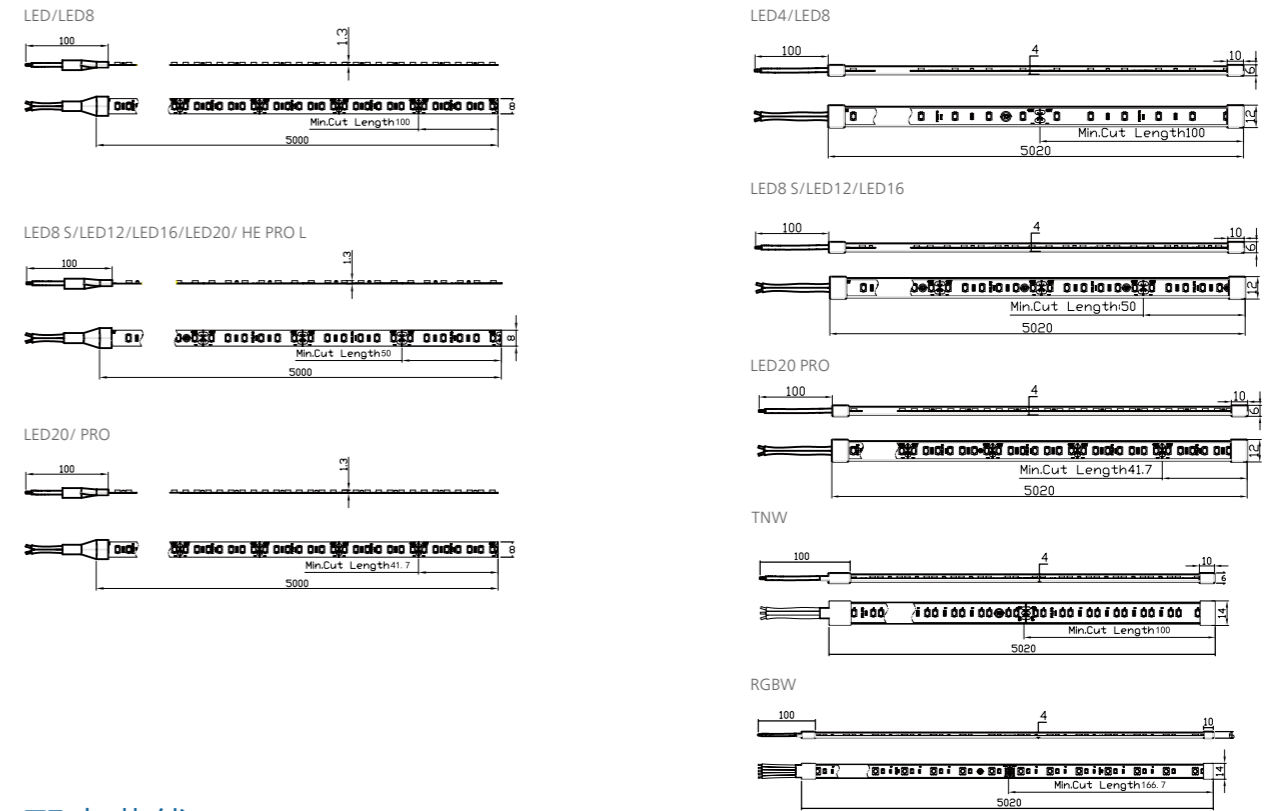 LED/LED8
100
1.3
8
Min.Cut Length100
5000
LED8 S/LED12/LED16/LED20/ HE PRO L
100
1.3
8
Min.Cut Length50
5000
LED20/ PRO
100
1.3
8
Min.Cut Length41.7
5000
LED4/LED8
100
4
10
6
12
Min.Cut Length100
5020
LED8 S/LED12/LED16
100
4
10
6
12
Min.Cut Length50
5020
LED20 PRO
100
4
10
6
12
Min.Cut Length41.7
5020
TNW
100
4
10
6
14
Min.Cut Length100
5020
RGBW
100
4
10
6
14
Min.Cut Length166.7
5020